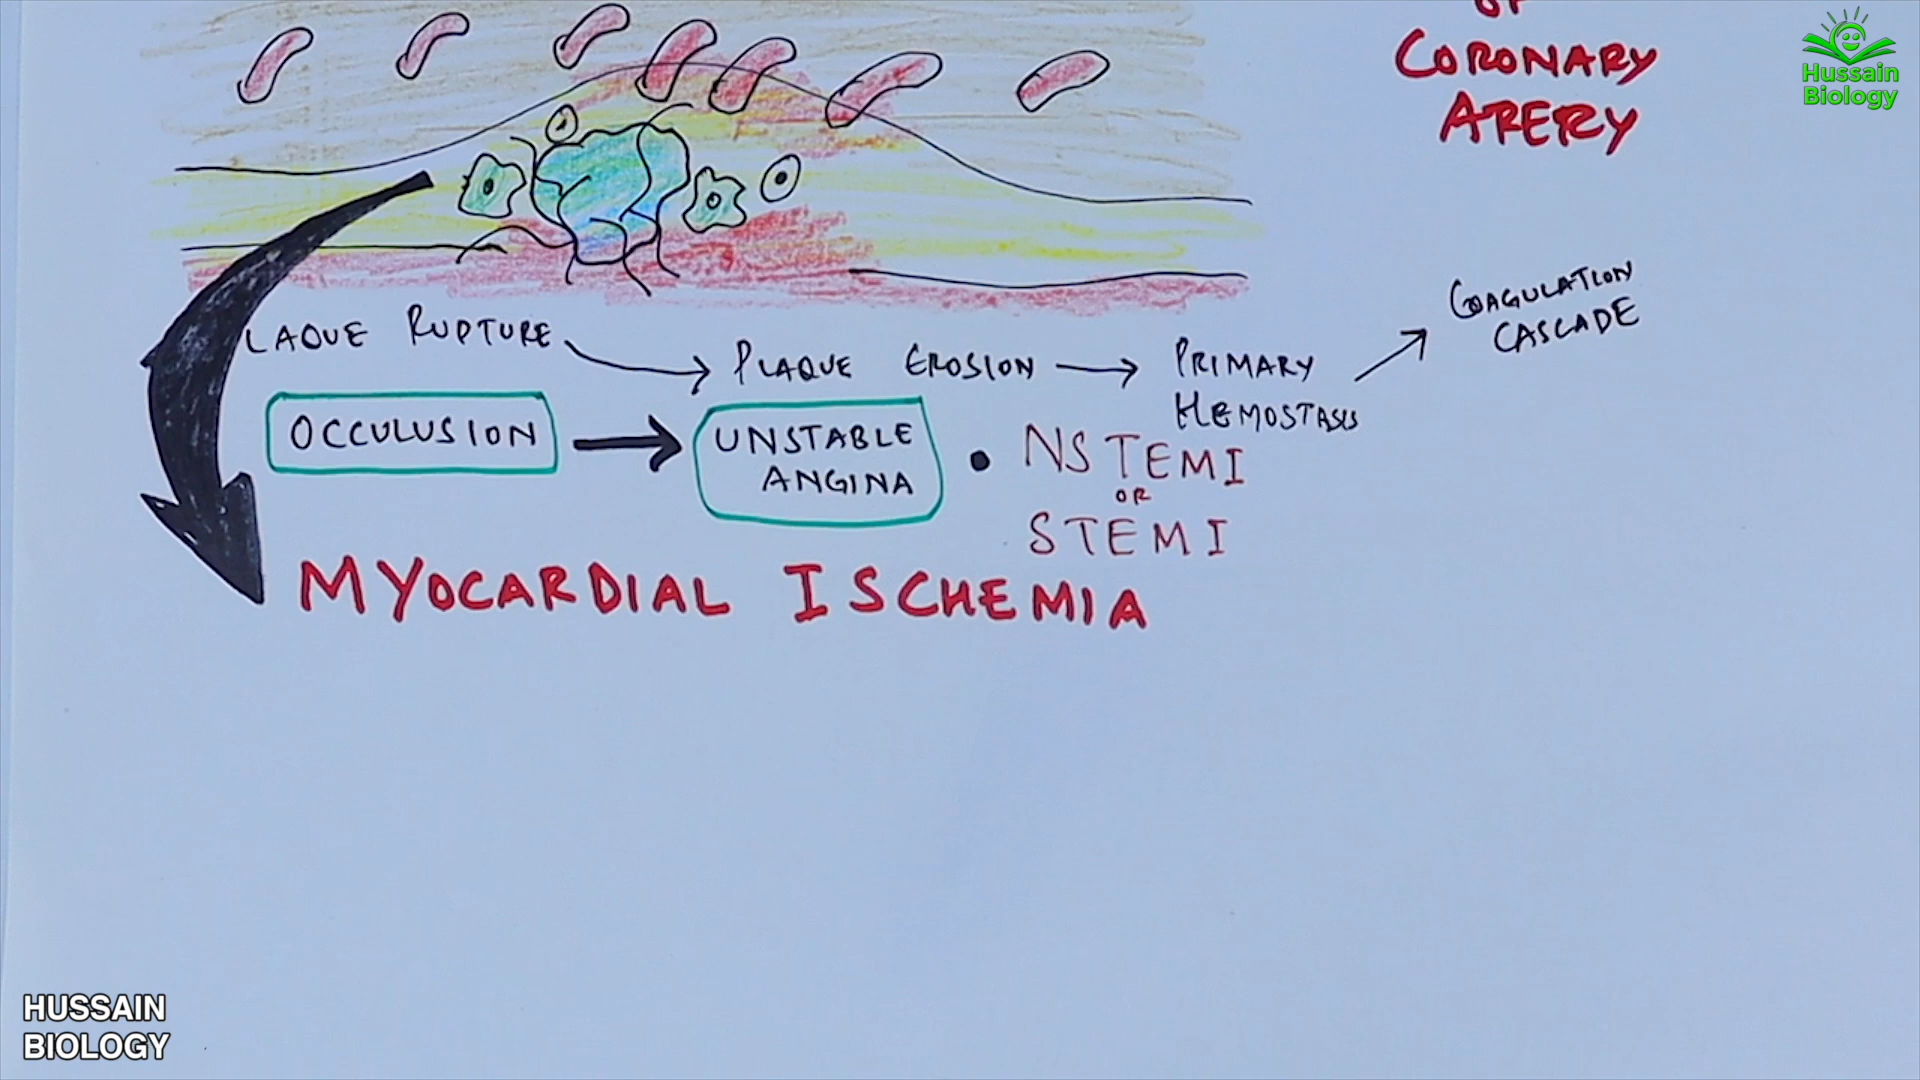 OF
CORONARY
ARERY
Hussain
Biology
LAQUE RUPTURE
PLAQUE EROSION
PRIMARY
HEMOSTASIS
COAGULATION
CASCADE
OCCULUSION
UNSTABLE
ANGINA
NSTEMI
OR
STEMI
MYOCARDIAL ISCHEMIA
HUSSAIN
BIOLOGY